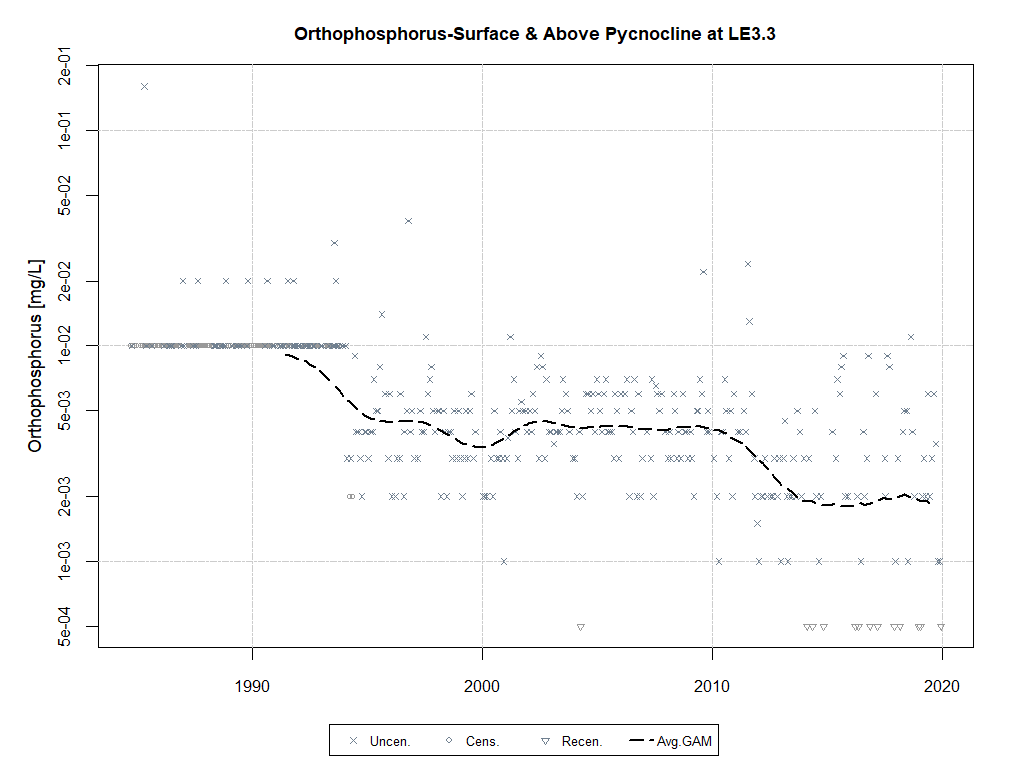 Orthophosphorus-Surface & Above Pycnocline at LE3.3
Orthophosphorus [mg/L]
2e-01
1e-01
5e-02
2e-02
1e-02
5e-03
2e-03
1e-03
5e-04
1990 2000 2010 2020
Uncen. Cens. Recen. Avg.GAM